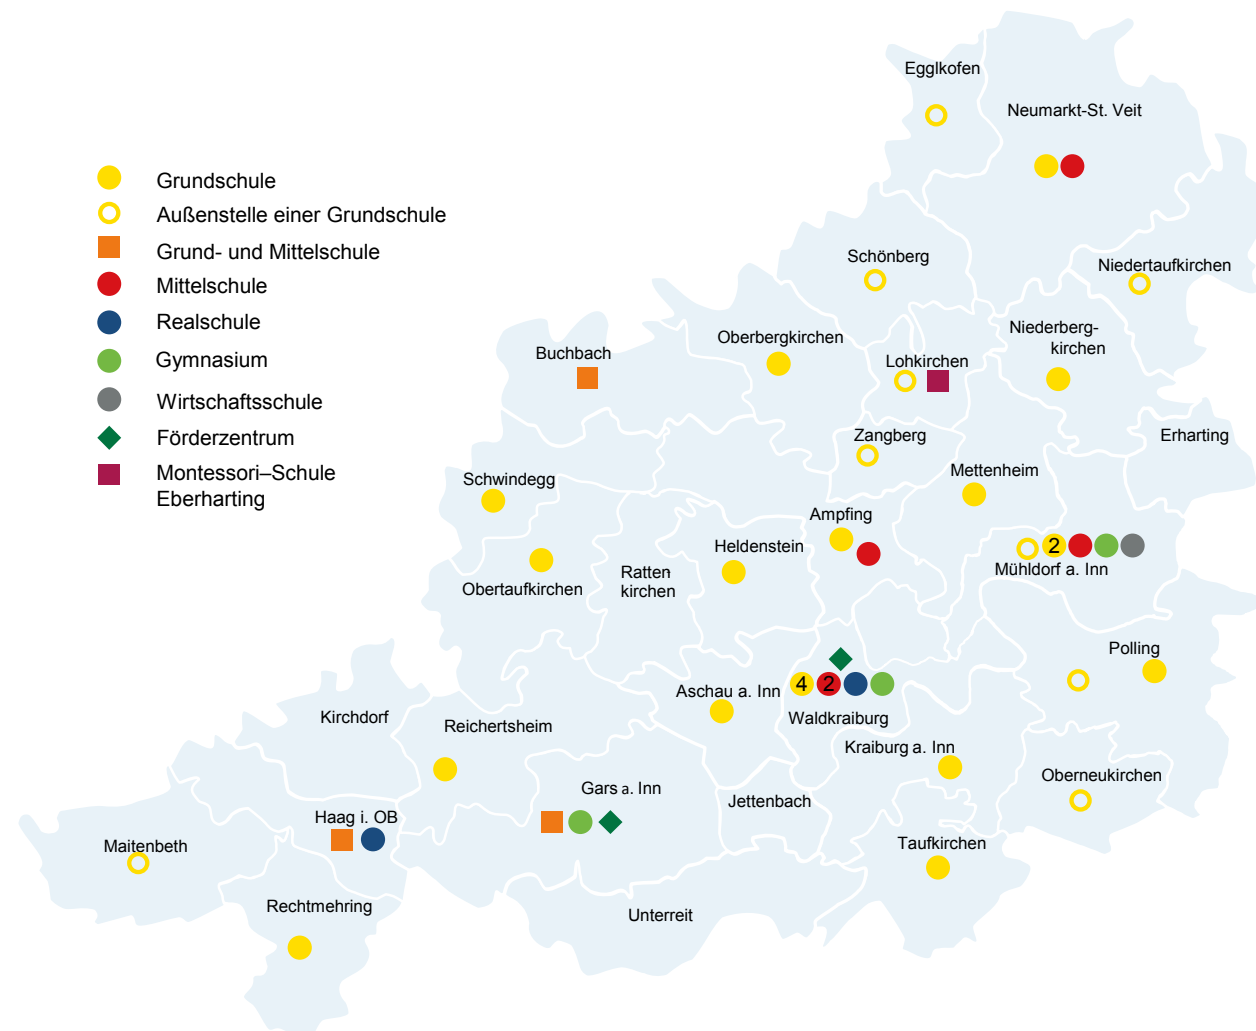 Egglkofen
Neumarkt-St. Veit
Grundschule
Außenstelle einer Grundschule
Grund- und Mittelschule
Mittelschule
Realschule
Gymnasium
Wirtschaftsschule
Förderzentrum
Montessori–Schule
Eberharting
Schönberg
Niedertaufkirchen
Oberbergkirchen
Niederberg-
kirchen
Buchbach
Lohkirchen
Zangberg
Erharting
Mettenheim
Schwindegg
Ampfing
Heldenstein
2
Mühldorf a. Inn
Obertaufkirchen
Ratten-
kirchen
Polling
4 2
Aschau a. Inn
Waldkraiburg
Kirchdorf
Reichertsheim
Kraiburg a. Inn
Oberneukirchen
Gars a. Inn
Jettenbach
Haag i. OB
Maitenbeth
Taufkirchen
Rechtmehring
Unterreit